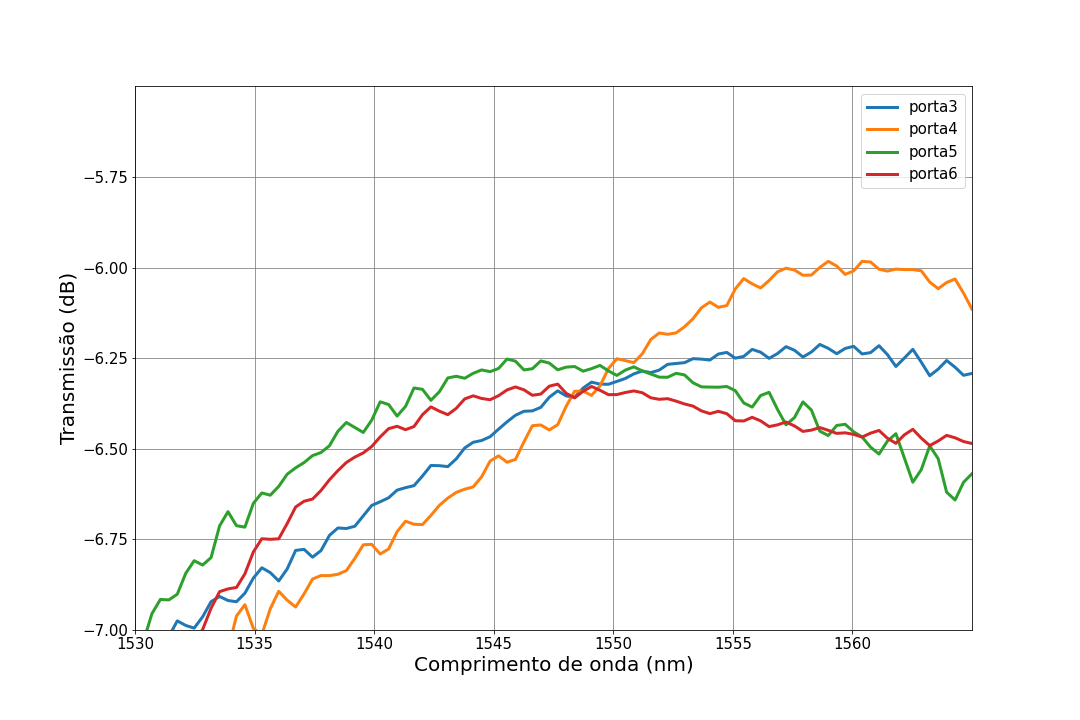 porta3
porta4
porta5
porta6
Transmissão (dB)
−5.75
−6.00
−6.25
−6.50
−6.75
−7.00
1530 1535 1540 1545 1550 1555 1560
Comprimento de onda (nm)